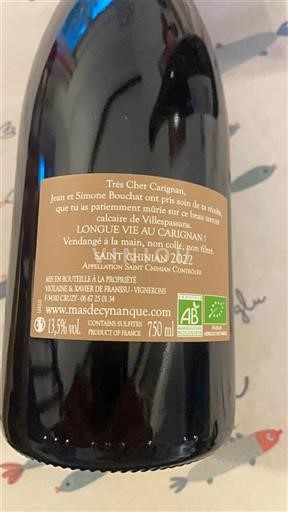 Très Cher Carignan,
Jean et Simone Bouchat ont pris soin de ta récolte,
que tu as patiemment mûrie sur ce beau terroir
calcaire de Villespassans.
LONGUE VIE AU CARIGNAN !
Vendangé à la main, non collé, non filtré.
SAINT CHINIAN 2022
APPELLATION SAINT CHINIAN CONTRÔLÉE
MIS EN BOUTEILLE À LA PROPRIÉTÉ
VIOLAINE & XAVIER DE FRANSSU - VIGNERONS
F-34310 CRUZY - 06 67 25 01 34
www.masdecynanque.com
13,5% vol.
CONTAINS SULFITES
PRODUCT OF FRANCE
750 ml
AB
AGRICULTURE
BIOLOGIQUE